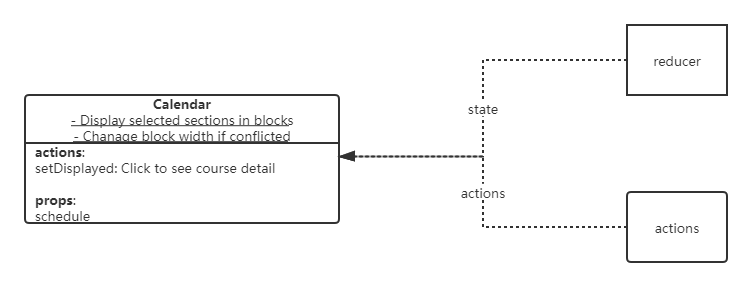 Calendar
- Display selected sections in blocks
- Chanage block width if conflicted
actions:
setDisplayed: Click to see course detail
props:
schedule
state
actions
reducer
actions